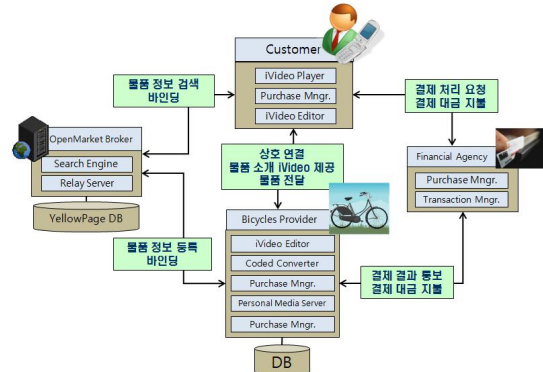 Customer
iVideo Player
Purchase Mngr.
iVideo Editor
물품 정보 검색
바인딩
결제 처리 요청
결제 대금 지불
OpenMarket Broker
Search Engine
Relay Server
YellowPage DB
상호 연결
물품 소개 iVideo 제공
물품 전달
Financial Agency
Purchase Mngr.
Transaction Mngr.
Bicycles Provider
iVideo Editor
Coded Converter
Purchase Mngr.
Personal Media Server
Purchase Mngr.
DB
물품 정보 등록
바인딩
결제 결과 통보
결제 대금 지불